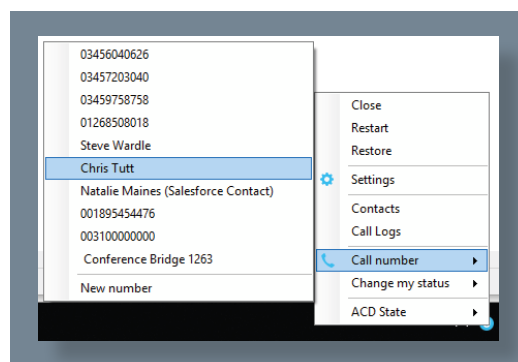 03456040626
03457203040
03459758758
01268508018
Steve Wardle
Chris Tutt
Natalie Maines (Salesforce Contact)
001895454476
003100000000
Conference Bridge 1263
New number
Close
Restart
Restore
Settings
Contacts
Call Logs
Call number
Change my status
ACD State